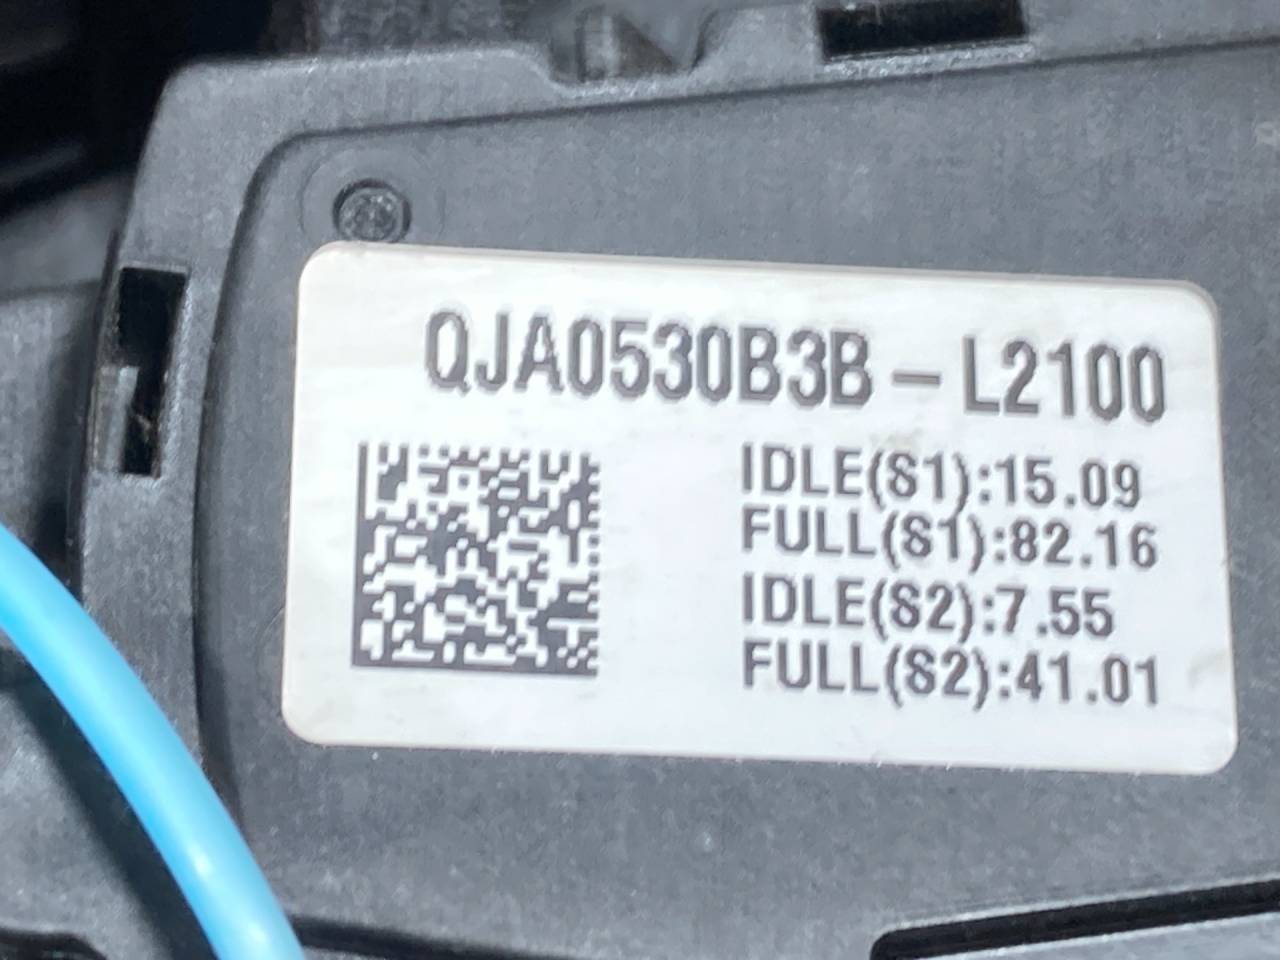 QJA0530B3B-L2100
IDLE(S1):15.09
FULL(S1):82.16
IDLE(S2):7.55
FULL(S2):41.01